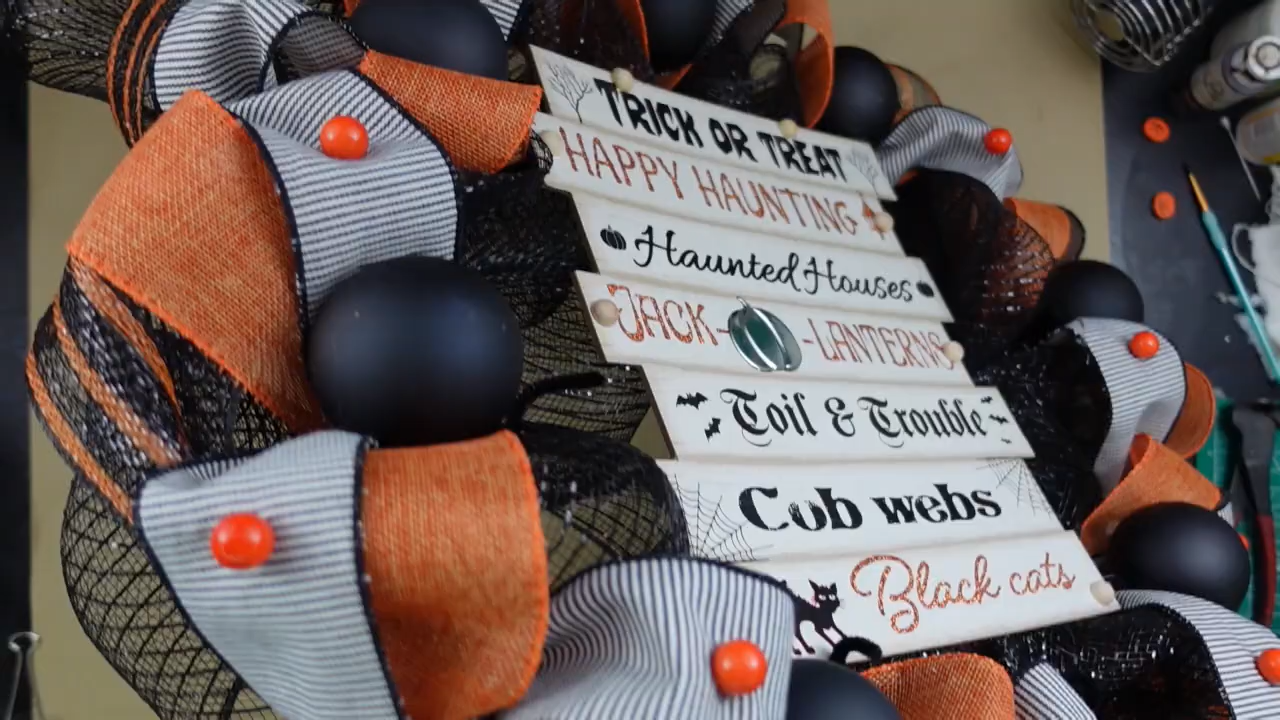 TRICK OR TREAT
HAPPY HAUNTING
Haunted Houses
JACK- -LANTERNS
Toil & Trouble
Cob webs
Black cats